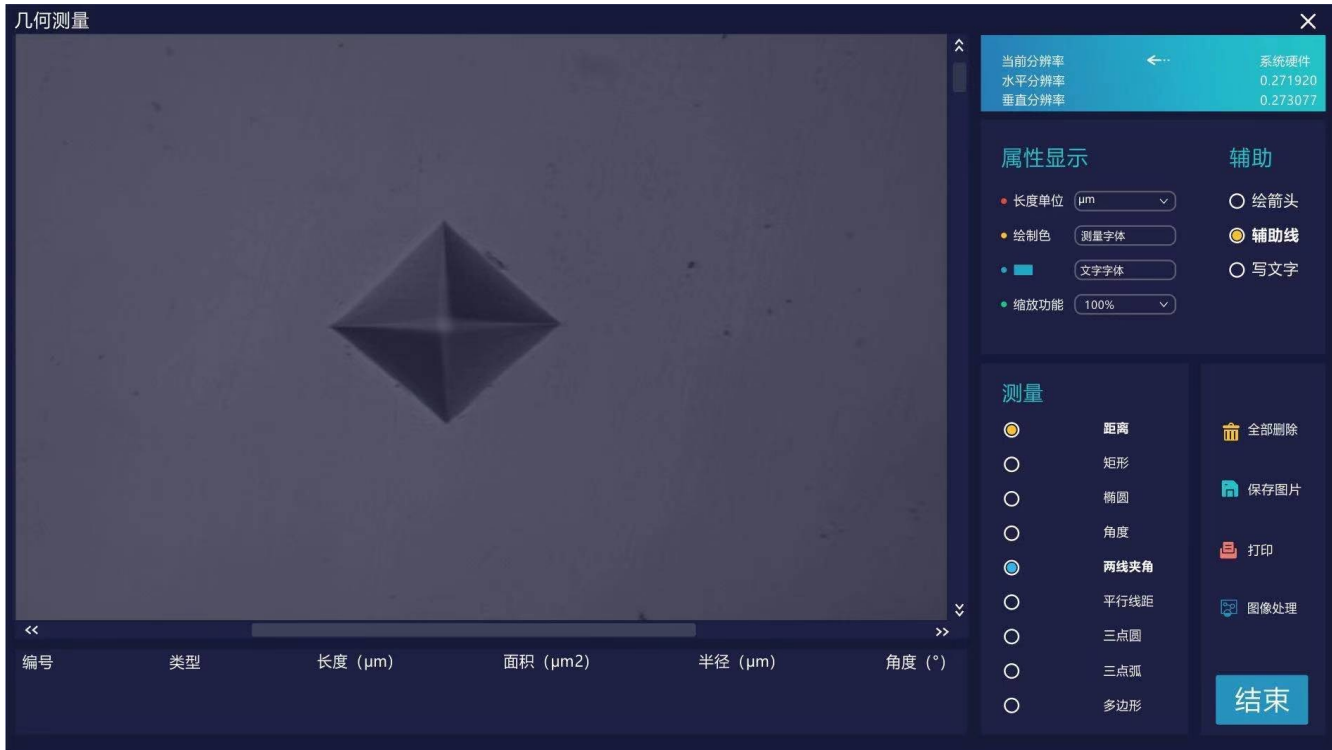 几何测量
当前分辨率 系统硬件
水平分辨率 0.271920
垂直分辨率 0.273077
属性显示
长度单位 μm
绘制色 测量字体
文字字体
缩放功能 100%
辅助
绘箭头
辅助线
写文字
测量
距离
矩形
椭圆
角度
两线夹角
平行线距
三点圆
三点弧
多边形
全部删除
保存图片
打印
图像处理
结束
编号 类型 长度（μm） 面积（μm2） 半径（μm） 角度（°）